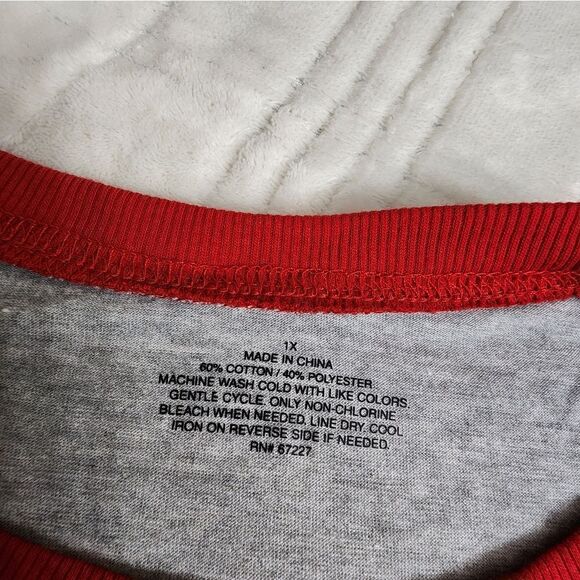 1X
MADE IN CHINA
60% COTTON / 40% POLYESTER
MACHINE WASH COLD WITH LIKE COLORS.
GENTLE CYCLE. ONLY NON-CHLORINE
BLEACH WHEN NEEDED. LINE DRY. COOL
IRON ON REVERSE SIDE IF NEEDED.
RN# 67227